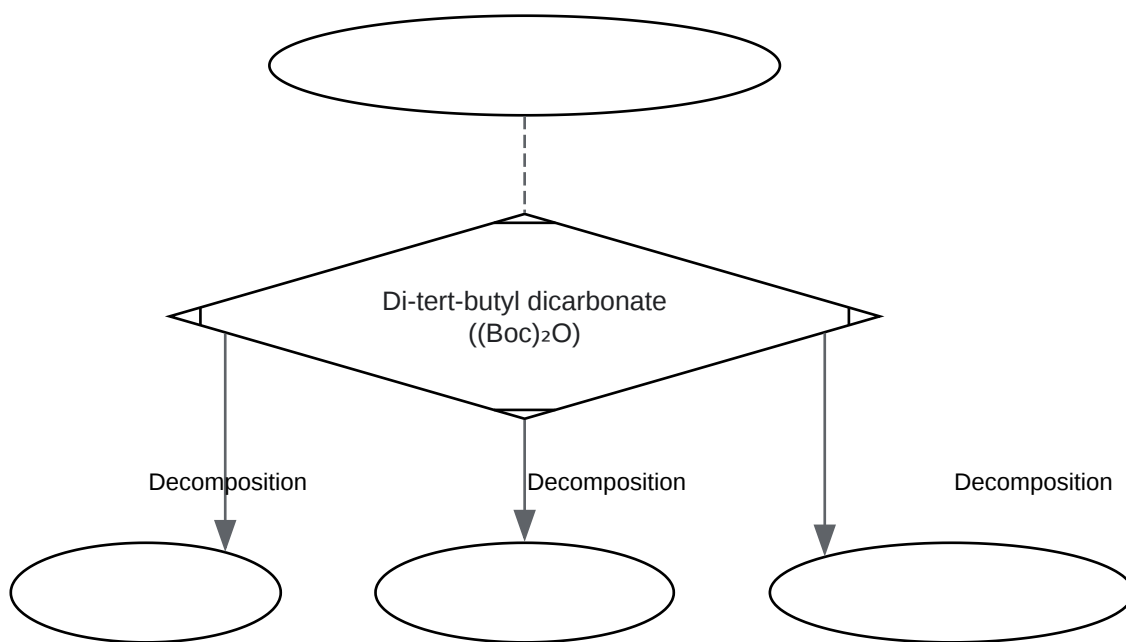 Di-tert-butyl dicarbonate
((Boc)₂O)
Decomposition
Decomposition
Decomposition